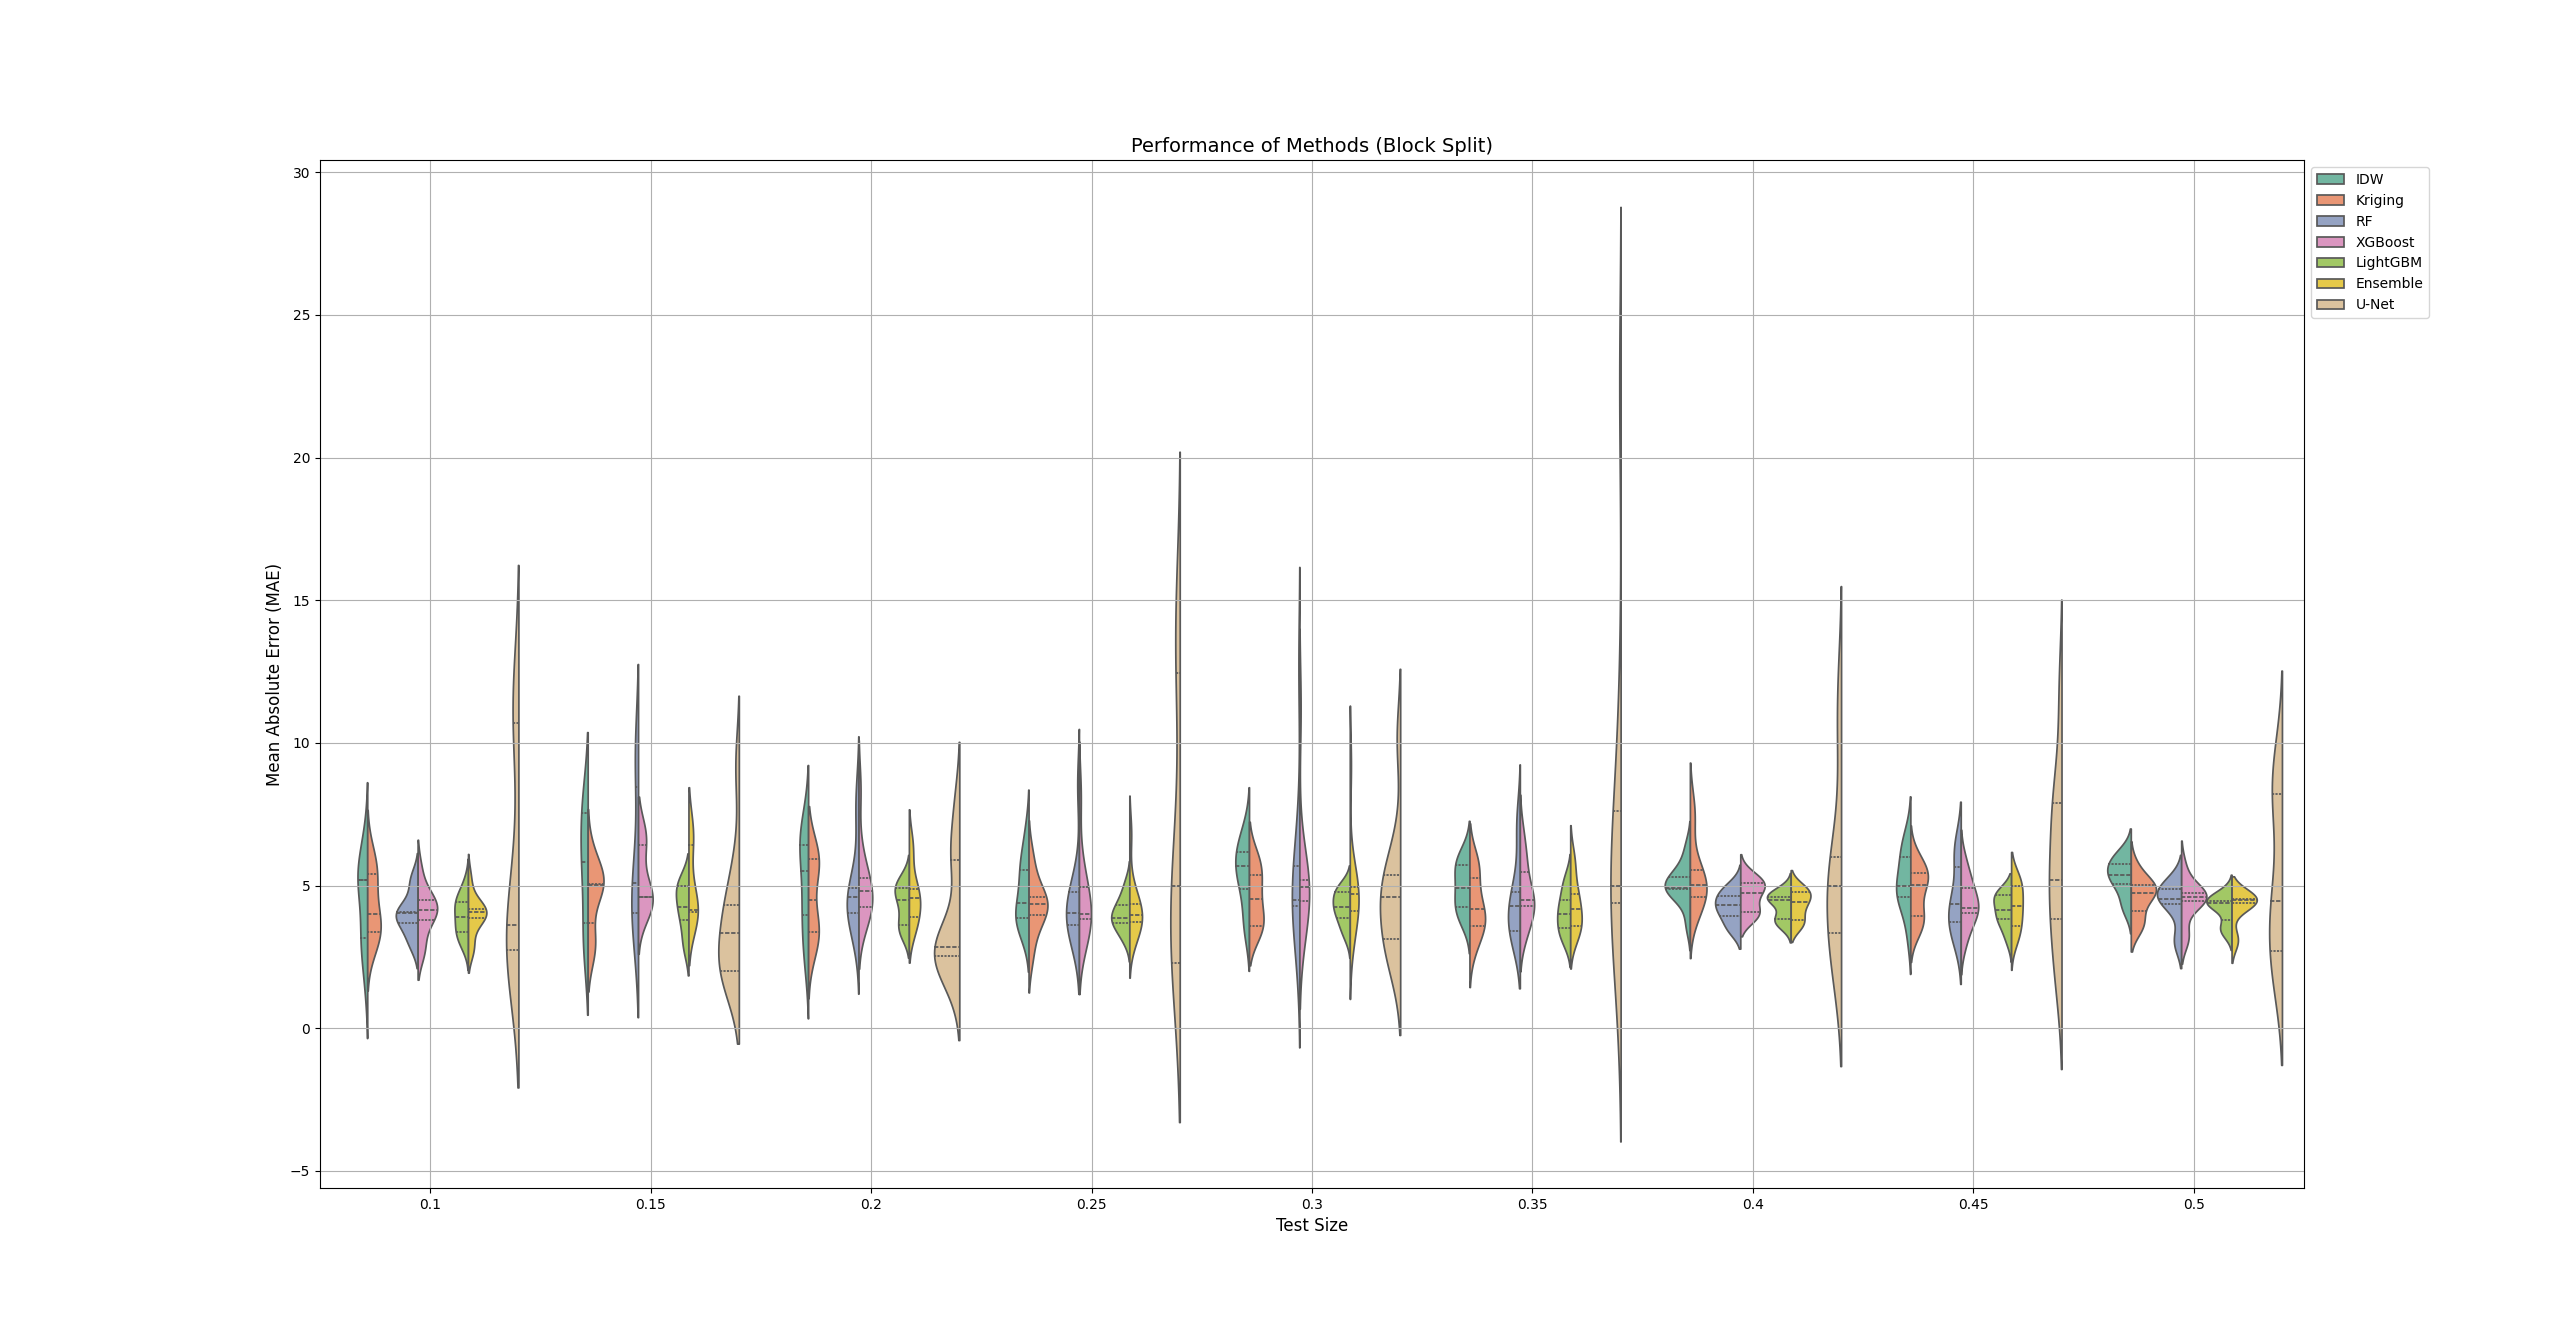 Performance of Methods (Block Split)
30
25
20
15
10
5
0
−5
Mean Absolute Error (MAE)
0.1 0.15 0.2 0.25 0.3 0.35 0.4 0.45 0.5
Test Size
IDW
Kriging
RF
XGBoost
LightGBM
Ensemble
U-Net